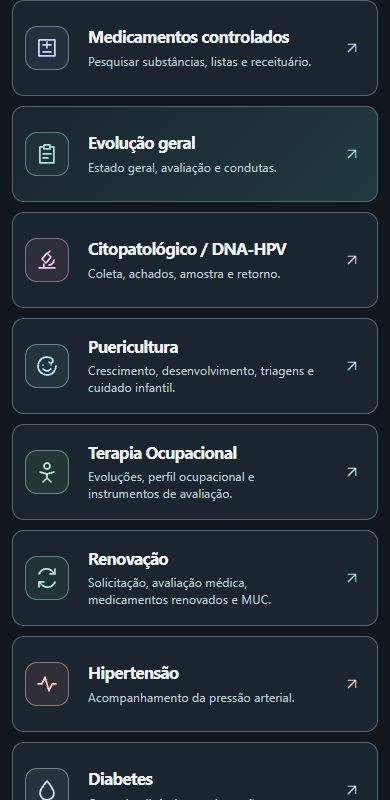 Medicamentos controlados
Pesquisar substâncias, listas e receituário.
Evolução geral
Estado geral, avaliação e condutas.
Citopatológico / DNA-HPV
Coleta, achados, amostra e retorno.
Puericultura
Crescimento, desenvolvimento, triagens e
cuidado infantil.
Terapia Ocupacional
Evoluções, perfil ocupacional e
instrumentos de avaliação.
Renovação
Solicitação, avaliação médica,
medicamentos renovados e MUC.
Hipertensão
Acompanhamento da pressão arterial.
Diabetes